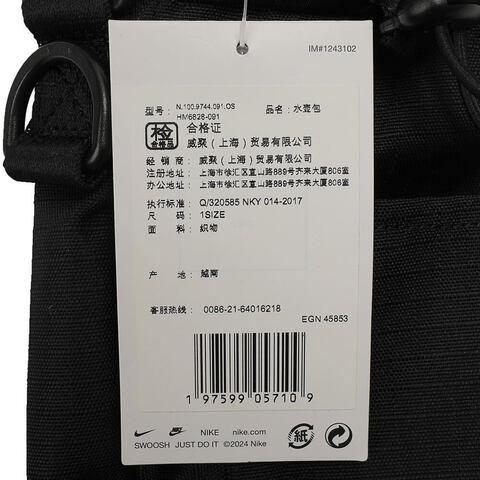 IM#1243102
型号: N.100.9744.091.OS 品名: 水壶包
HM6828-091
检 合格品
合格证
威聚（上海）贸易有限公司
经 销 商: 威聚（上海）贸易有限公司
注册地址: 上海市徐汇区宜山路889号齐来大厦806室
办公地址: 上海市徐汇区宜山路889号齐来大厦806室
执行标准: Q/320585 NKY 014-2017
尺 码: 1SIZE
面 料: 织物
产 地: 越南
客服热线: 0086-21-64016218
EGN 45853
1 97599 05710 9
NIKE nike.com
SWOOSH JUST DO IT ©2024 Nike
紙